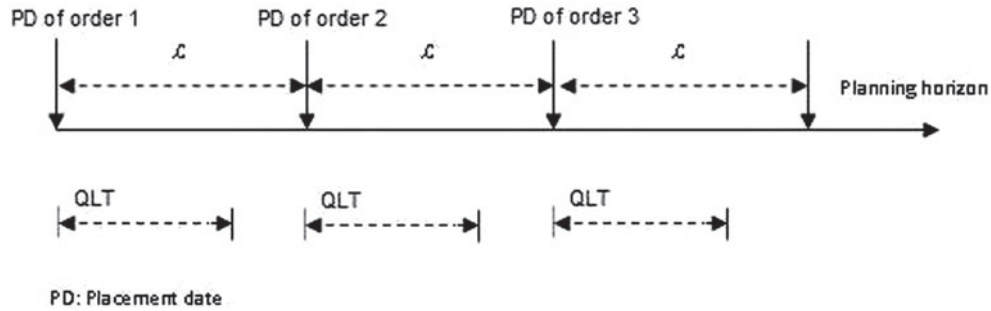 PD of order 1 PD of order 2 PD of order 3
Planning horizon
QLT QLT QLT
PD: Placement date